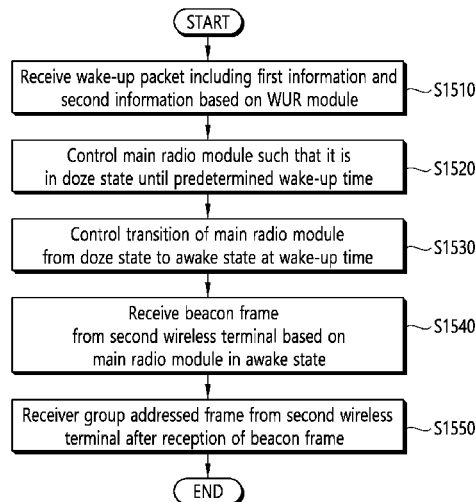 START
Receive wake-up packet including first information and
second information based on WUR module
S1510
Control main radio module such that it is
in doze state until predetermined wake-up time
S1520
Control transition of main radio module
from doze state to awake state at wake-up time
S1530
Receive beacon frame
from second wireless terminal based on
main radio module in awake state
S1540
Receiver group addressed frame from second wireless
terminal after reception of beacon frame
S1550
END